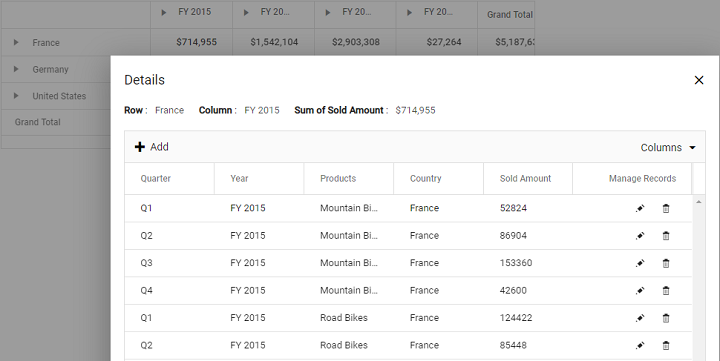 FY 2015 FY 20... FY 20... FY 20... Grand Total
France $714,955 $1,542,104 $2,903,308 $27,264 $5,187,63
Germany
United States
Grand Total
Details
Row : France Column : FY 2015 Sum of Sold Amount : $714,955
Add Columns
Quarter Year Products Country Sold Amount Manage Records
Q1 FY 2015 Mountain Bi... France 52824
Q2 FY 2015 Mountain Bi... France 86904
Q3 FY 2015 Mountain Bi... France 153360
Q4 FY 2015 Mountain Bi... France 42600
Q1 FY 2015 Road Bikes France 124422
Q2 FY 2015 Road Bikes France 85448